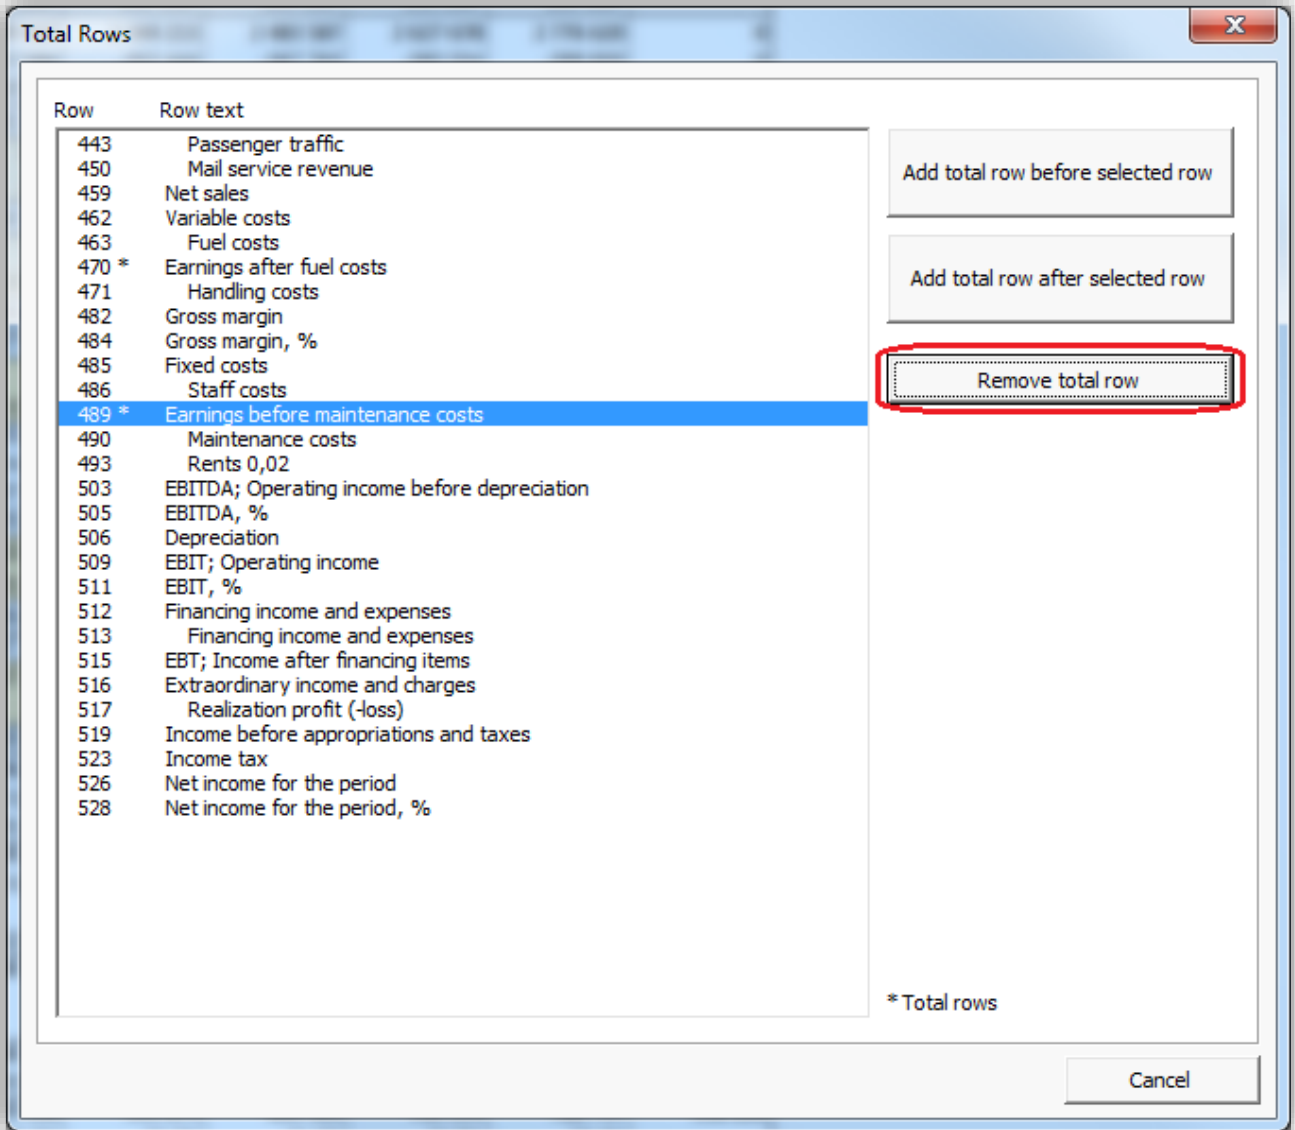 Total Rows
Row Row text
443 Passenger traffic
450 Mail service revenue
459 Net sales
462 Variable costs
463 Fuel costs
470 * Earnings after fuel costs
471 Handling costs
482 Gross margin
484 Gross margin, %
485 Fixed costs
486 Staff costs
489 * Earnings before maintenance costs
490 Maintenance costs
493 Rents 0,02
503 EBITDA; Operating income before depreciation
505 EBITDA, %
506 Depreciation
509 EBIT; Operating income
511 EBIT, %
512 Financing income and expenses
513 Financing income and expenses
515 EBT; Income after financing items
516 Extraordinary income and charges
517 Realization profit (-loss)
519 Income before appropriations and taxes
523 Income tax
526 Net income for the period
528 Net income for the period, %
Add total row before selected row
Add total row after selected row
Remove total row
* Total rows
Cancel